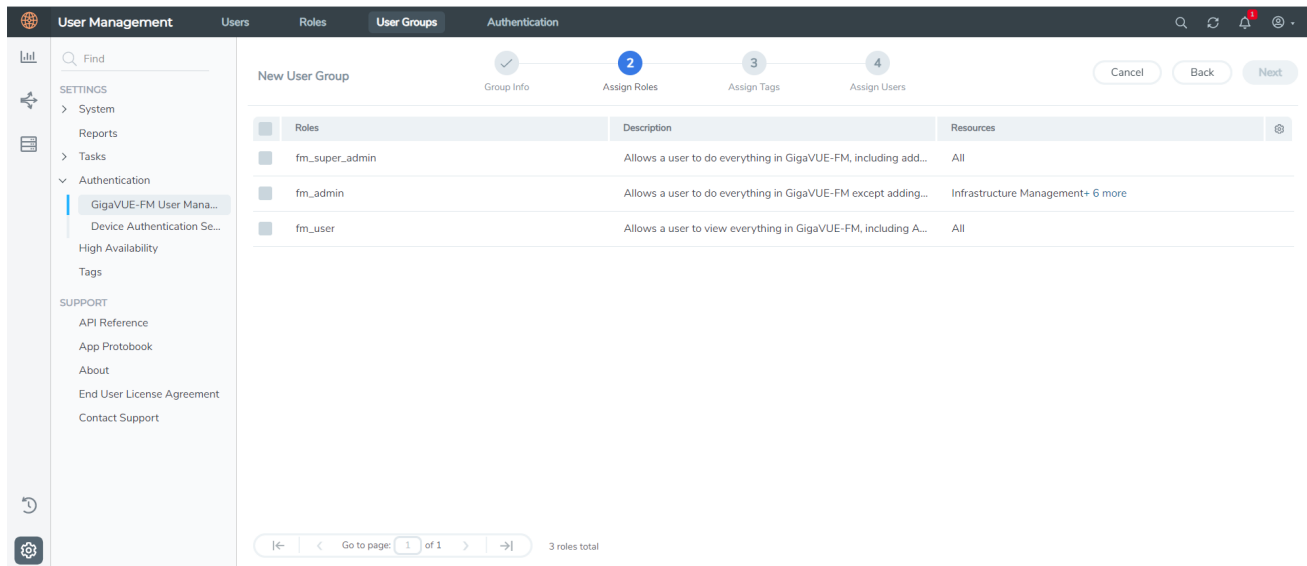 User Management Users Roles User Groups Authentication 1
Find
SETTINGS
System
Reports
Tasks
Authentication
GigaVUE-FM User Mana...
Device Authentication Se...
High Availability
Tags
SUPPORT
API Reference
App Protobook
About
End User License Agreement
Contact Support
New User Group
2 3 4
Group Info Assign Roles Assign Tags Assign Users
Cancel Back Next
Roles Description Resources
fm_super_admin Allows a user to do everything in GigaVUE-FM, including add... All
fm_admin Allows a user to do everything in GigaVUE-FM except adding... Infrastructure Management+ 6 more
fm_user Allows a user to view everything in GigaVUE-FM, including A... All
Go to page: 1 of 1 3 roles total